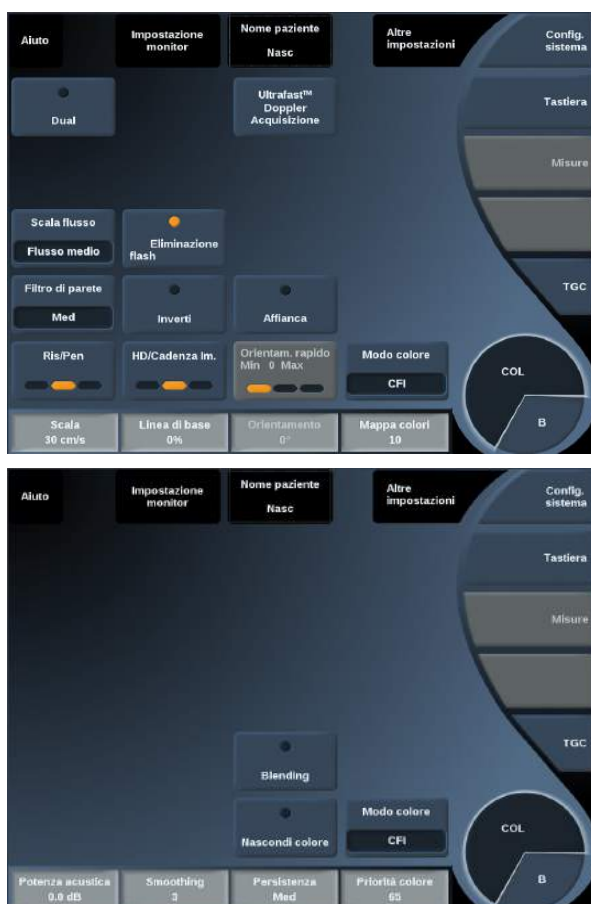 Aiuto
Impostazione
monitor
Nome paziente
Nasc
Altre
impostazioni
Config.
sistema
Dual
Ultrafast™
Doppler
Acquisizione
Tastiera
Misure
Scala flusso
Flusso medio
Eliminazione
flash
Filtro di parete
Med
Inverti
Affianca
TGC
Ris/Pen
HD/Cadenza Im.
Orientam. rapido
Min 0 Max
Modo colore
CFI
COL
B
Scala
30 cm/s
Linea di base
0%
Orientamento
0°
Mappa colori
10
Aiuto
Impostazione
monitor
Nome paziente
Nasc
Altre
impostazioni
Config.
sistema
Tastiera
Misure
TGC
Blending
Nascondi colore
Modo colore
CFI
COL
B
Potenza acustica
0.0 dB
Smoothing
3
Persistenza
Med
Priorità colore
65